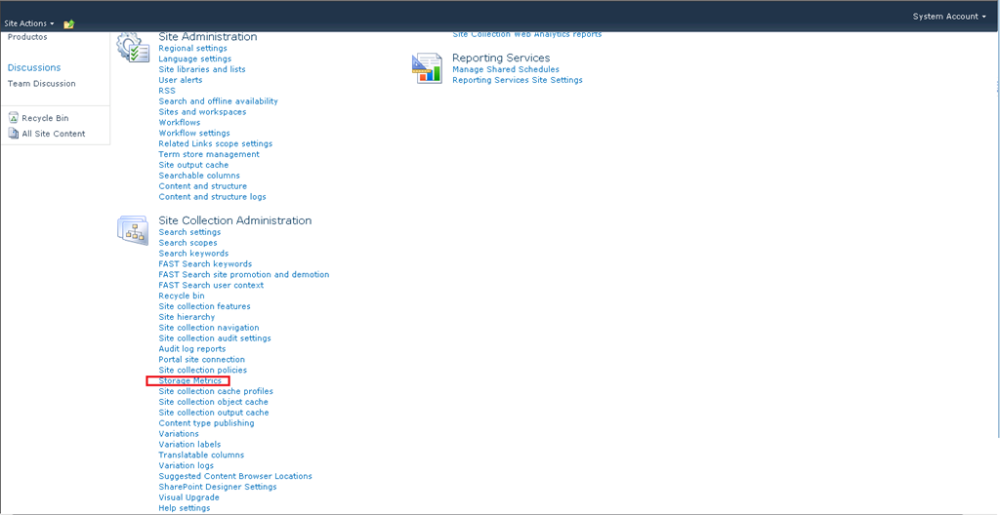 System Account
Site Actions
Productos
Discussions
Team Discussion
Recycle Bin
All Site Content
Site Administration
Regional settings
Language settings
Site libraries and lists
User alerts
RSS
Search and offline availability
Sites and workspaces
Workflows
Workflow settings
Related Links scope settings
Term store management
Site output cache
Searchable columns
Content and structure
Content and structure logs
Site Collection Administration
Search settings
Search scopes
Search keywords
FAST Search keywords
FAST Search site promotion and demotion
FAST Search user context
Recycle bin
Site collection features
Site hierarchy
Site collection navigation
Site collection audit settings
Audit log reports
Portal site connection
Site collection policies
Storage Metrics
Site collection cache profiles
Site collection object cache
Site collection output cache
Content type publishing
Variations
Variation labels
Translatable columns
Variation logs
Suggested Content Browser Locations
SharePoint Designer Settings
Visual Upgrade
Help settings
Site Collection Web Analytics reports
Reporting Services
Manage Shared Schedules
Reporting Services Site Settings